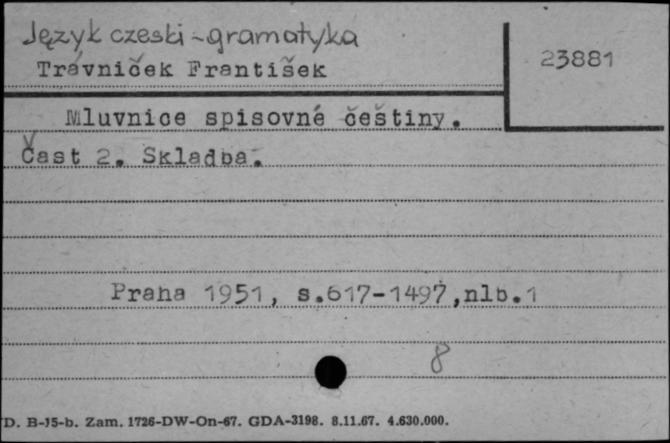 Język czeski - gramatyka
Trávníček František
23881
Mluvnice spisovné češtiny.
Část 2. Skladba.
Praha 1951, s.617-1497,nlb.1
8
D. B-15-b. Zam. 1726-DW-On-67. GDA-3198. 8.11.67. 4.630.000.